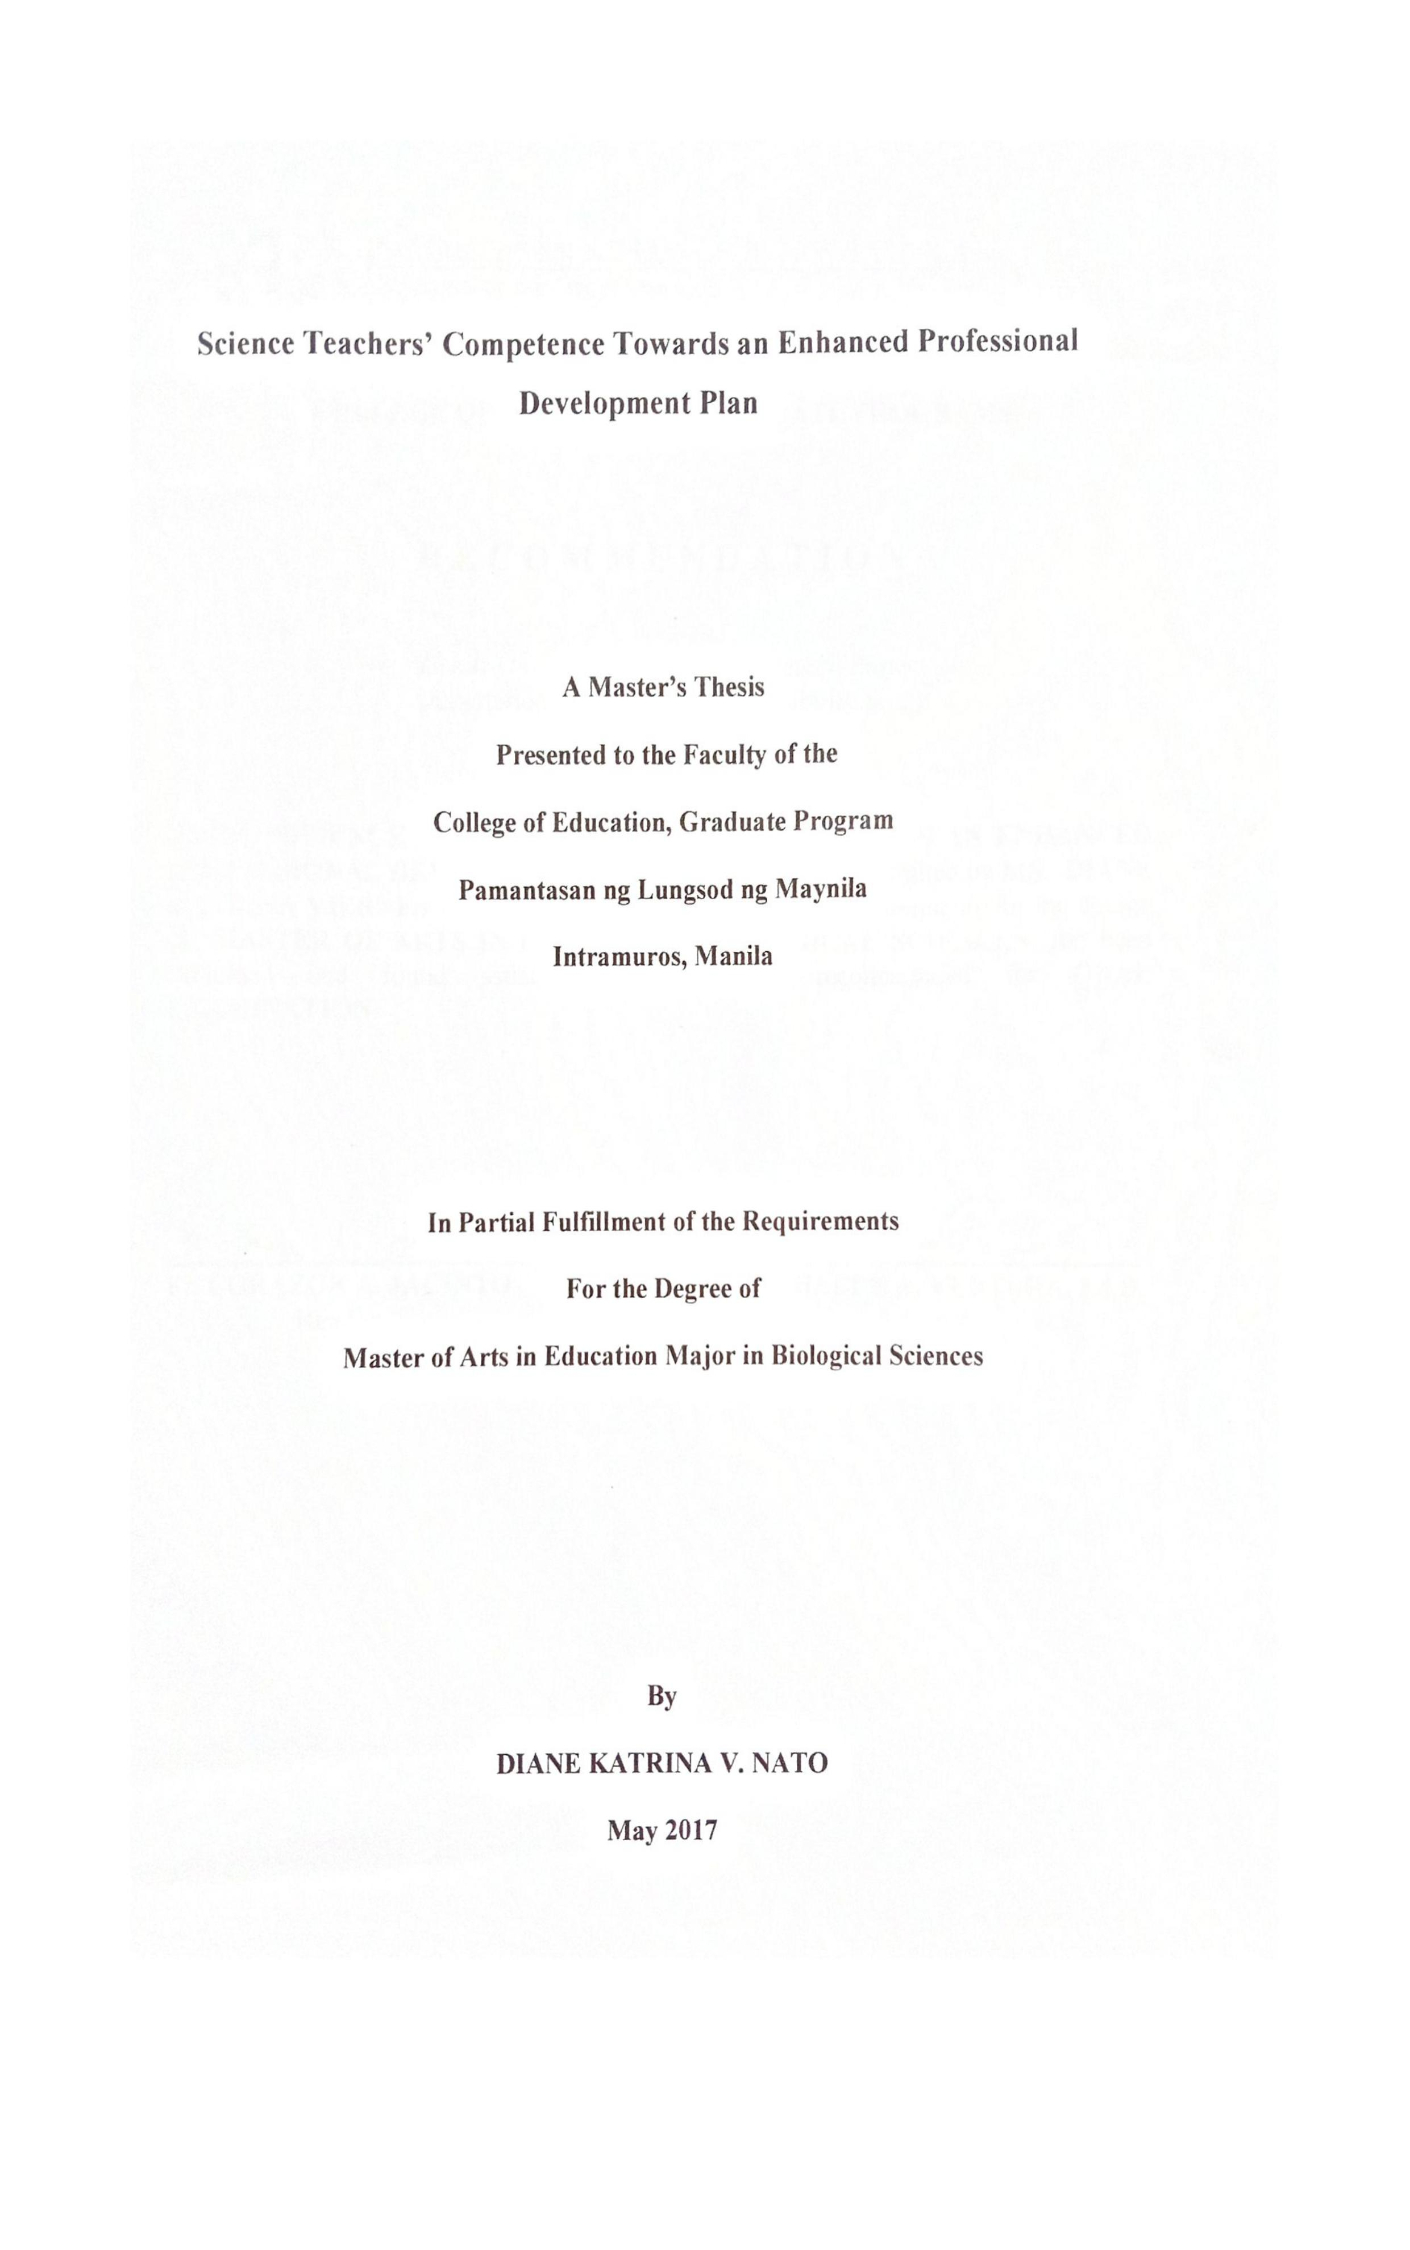 Science Teachers’ Competence Towards an Enhanced Professional
Development Plan
RECOMMENDATION
A Master’s Thesis
Presented to the Faculty of the
College of Education, Graduate Program
Pamantasan ng Lungsod ng Maynila
Intramuros, Manila
In Partial Fulfillment of the Requirements
For the Degree of
Master of Arts in Education Major in Biological Sciences
By
DIANE KATRINA V. NATO
May 2017